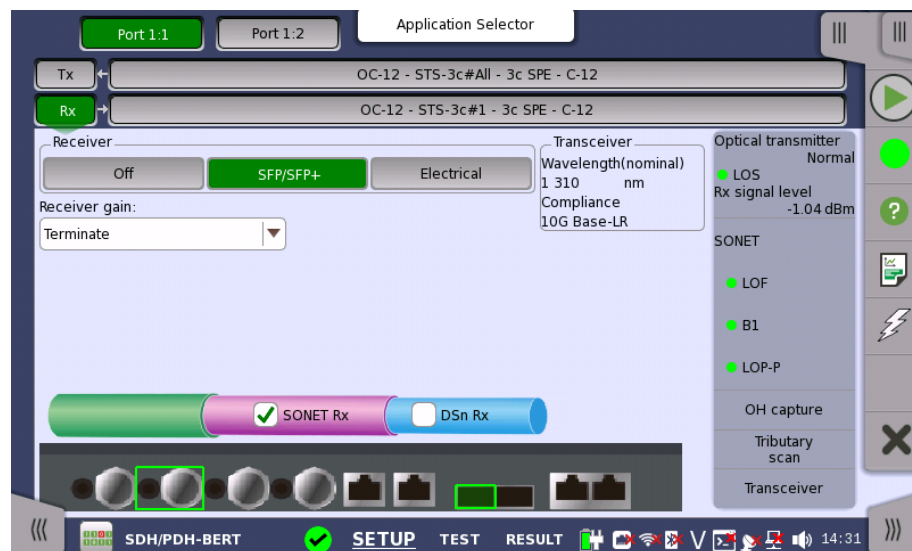 Port 1:1
Port 1:2
Application Selector
Tx
OC-12 - STS-3c#All - 3c SPE - C-12
Rx
OC-12 - STS-3c#1 - 3c SPE - C-12
Receiver
Off
SFP/SFP+
Electrical
Receiver gain:
Terminate
Transceiver
Wavelength(nominal)
1 310 nm
Compliance
10G Base-LR
Optical transmitter
Normal
LOS
Rx signal level
-1.04 dBm
SONET
LOF
B1
LOP-P
OH capture
Tributary
scan
Transceiver
SONET Rx
DSn Rx
SDH/PDH-BERT
SETUP
TEST
RESULT
V
14:31